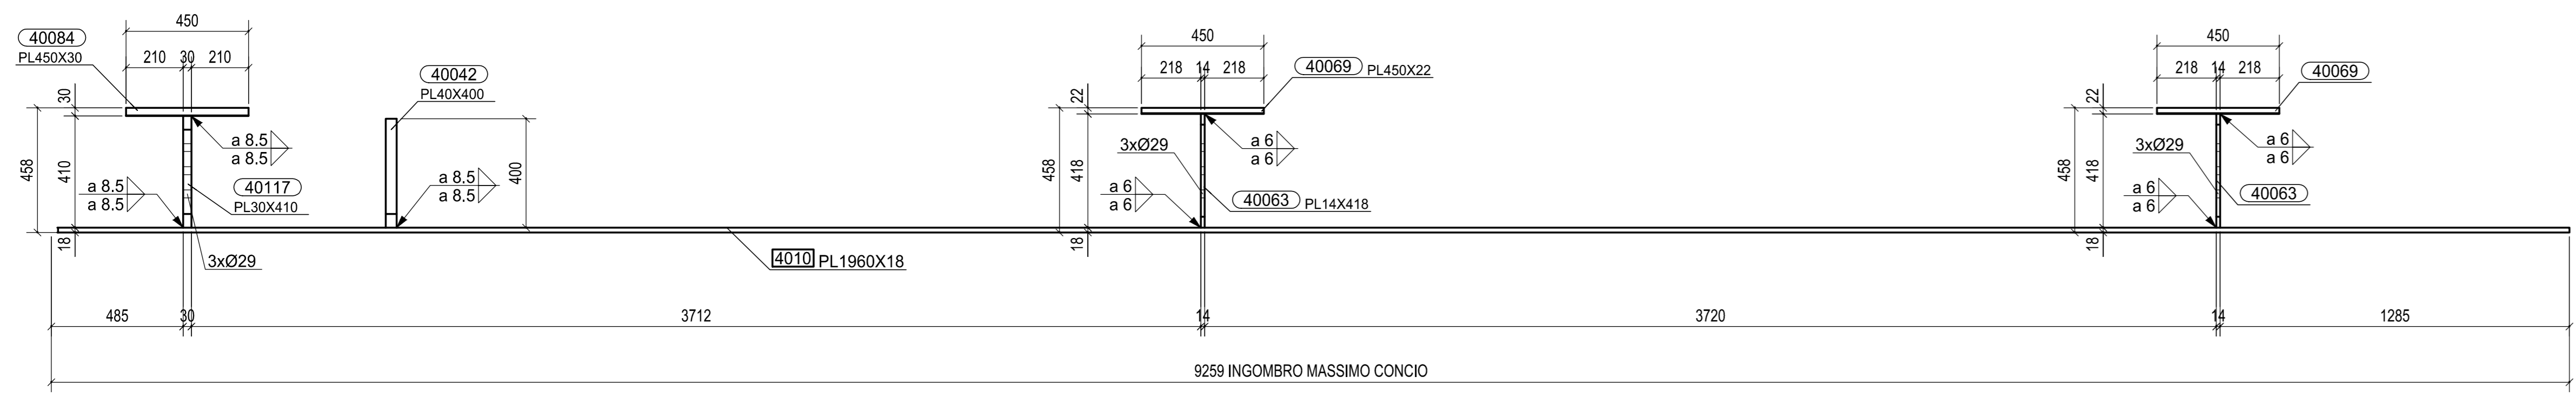 450
210 30 210
40084
PL450X30
30
458
410
18
a 8.5
a 8.5
a 8.5
a 8.5
40117
PL30X410
3xØ29
40042
PL40X400
a 8.5
a 8.5
400
4010 PL1960X18
450
218 14 218
40069 PL450X22
22
458
418
18
3xØ29
a 6
a 6
a 6
a 6
40063 PL14X418
450
218 14 218
40069
22
458
418
18
3xØ29
a 6
a 6
a 6
a 6
40063
485 30 3712 14 3720 14 1285
9259 INGOMBRO MASSIMO CONCIO